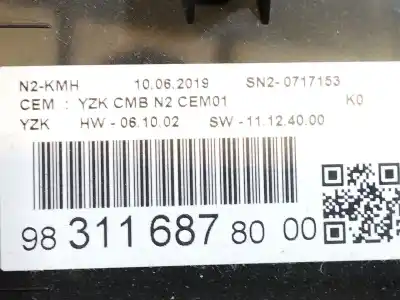 N2-KMH 10.06.2019 SN2- 0717153
CEM : YZK CMB N2 CEM01 K0
YZK HW - 06.10.02 SW - 11.12.40.00
98 311 687 80 00